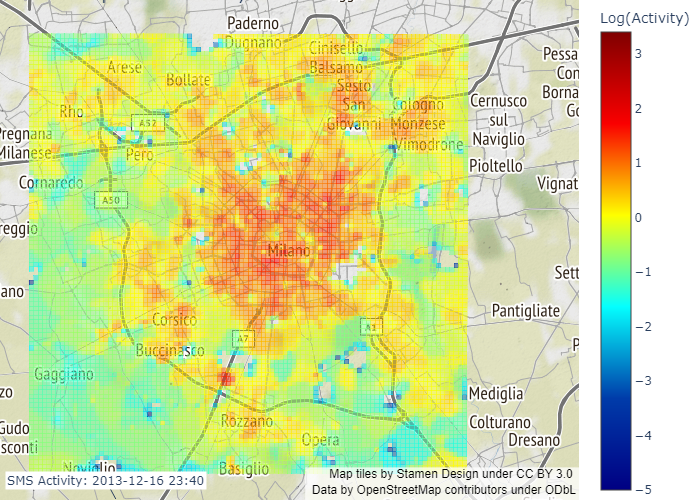 Log(Activity)
3
2
1
0
−1
−2
−3
−4
−5
Paderno
Dugnano
Cinisello
Balsamo
Arese
Bollate
Sesto
San
Giovanni
Cologno
Monzese
Vimodrone
Pessa
Con
Borna
Go
Cernusco
sul
Naviglio
Pioltello
Vignat
Rho
A52
Pregnana
Milanese
Pero
Cornaredo
A50
reggio
Milano
Sett
ano
Pantigliate
Corsico
A7
A1
Buccinasco
Gaggiano
zo
Mediglia
Colturano
Dresano
Gudo
sconti
Rozzano
Opera
Noviglio
Basiglio
SMS Activity: 2013-12-16 23:40
Map tiles by Stamen Design under CC BY 3.0
Data by OpenStreetMap contributors under ODbL